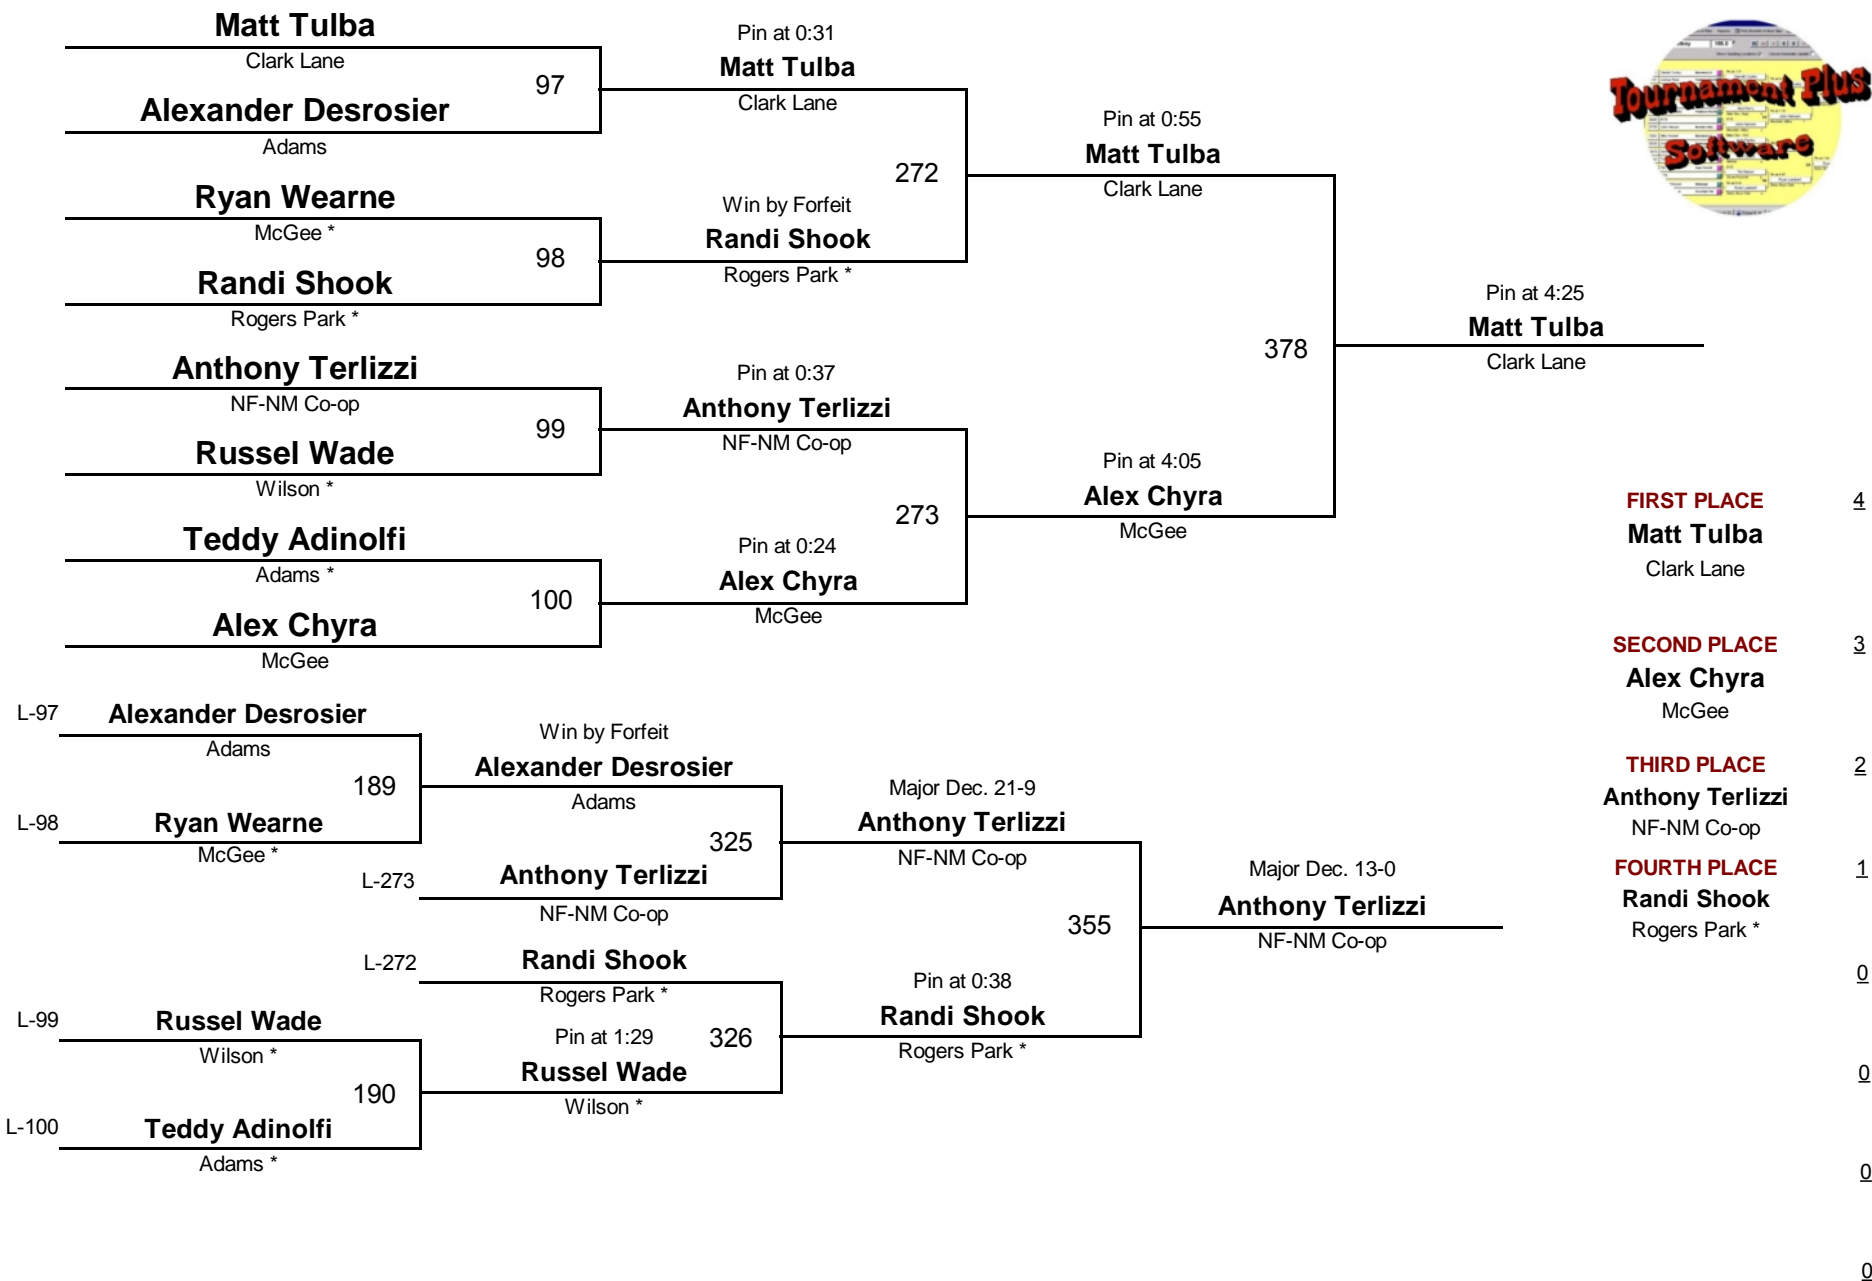 Matt Tulba
Clark Lane
97
Alexander Desrosier
Adams
Ryan Wearne
McGee *
98
Randi Shook
Rogers Park *
Anthony Terlizzi
NF-NM Co-op
99
Russel Wade
Wilson *
Teddy Adinolfi
Adams *
100
Alex Chyra
McGee
Pin at 0:31
Matt Tulba
Clark Lane
272
Win by Forfeit
Randi Shook
Rogers Park *
Pin at 0:37
Anthony Terlizzi
NF-NM Co-op
273
Pin at 0:24
Alex Chyra
McGee
Pin at 0:55
Matt Tulba
Clark Lane
378
Pin at 4:05
Alex Chyra
McGee
Pin at 4:25
Matt Tulba
Clark Lane
Tournament Plus
Software
FIRST PLACE 4
Matt Tulba
Clark Lane
SECOND PLACE 3
Alex Chyra
McGee
THIRD PLACE 2
Anthony Terlizzi
NF-NM Co-op
FOURTH PLACE 1
Randi Shook
Rogers Park *
0
0
0
0
L-97 Alexander Desrosier
Adams
189
L-98 Ryan Wearne
McGee *
Win by Forfeit
Alexander Desrosier
Adams
325
L-273 Anthony Terlizzi
NF-NM Co-op
L-272 Randi Shook
Rogers Park *
326
L-99 Russel Wade
Wilson *
190
L-100 Teddy Adinolfi
Adams *
Pin at 1:29
Russel Wade
Wilson *
Major Dec. 21-9
Anthony Terlizzi
NF-NM Co-op
355
Pin at 0:38
Randi Shook
Rogers Park *
Major Dec. 13-0
Anthony Terlizzi
NF-NM Co-op